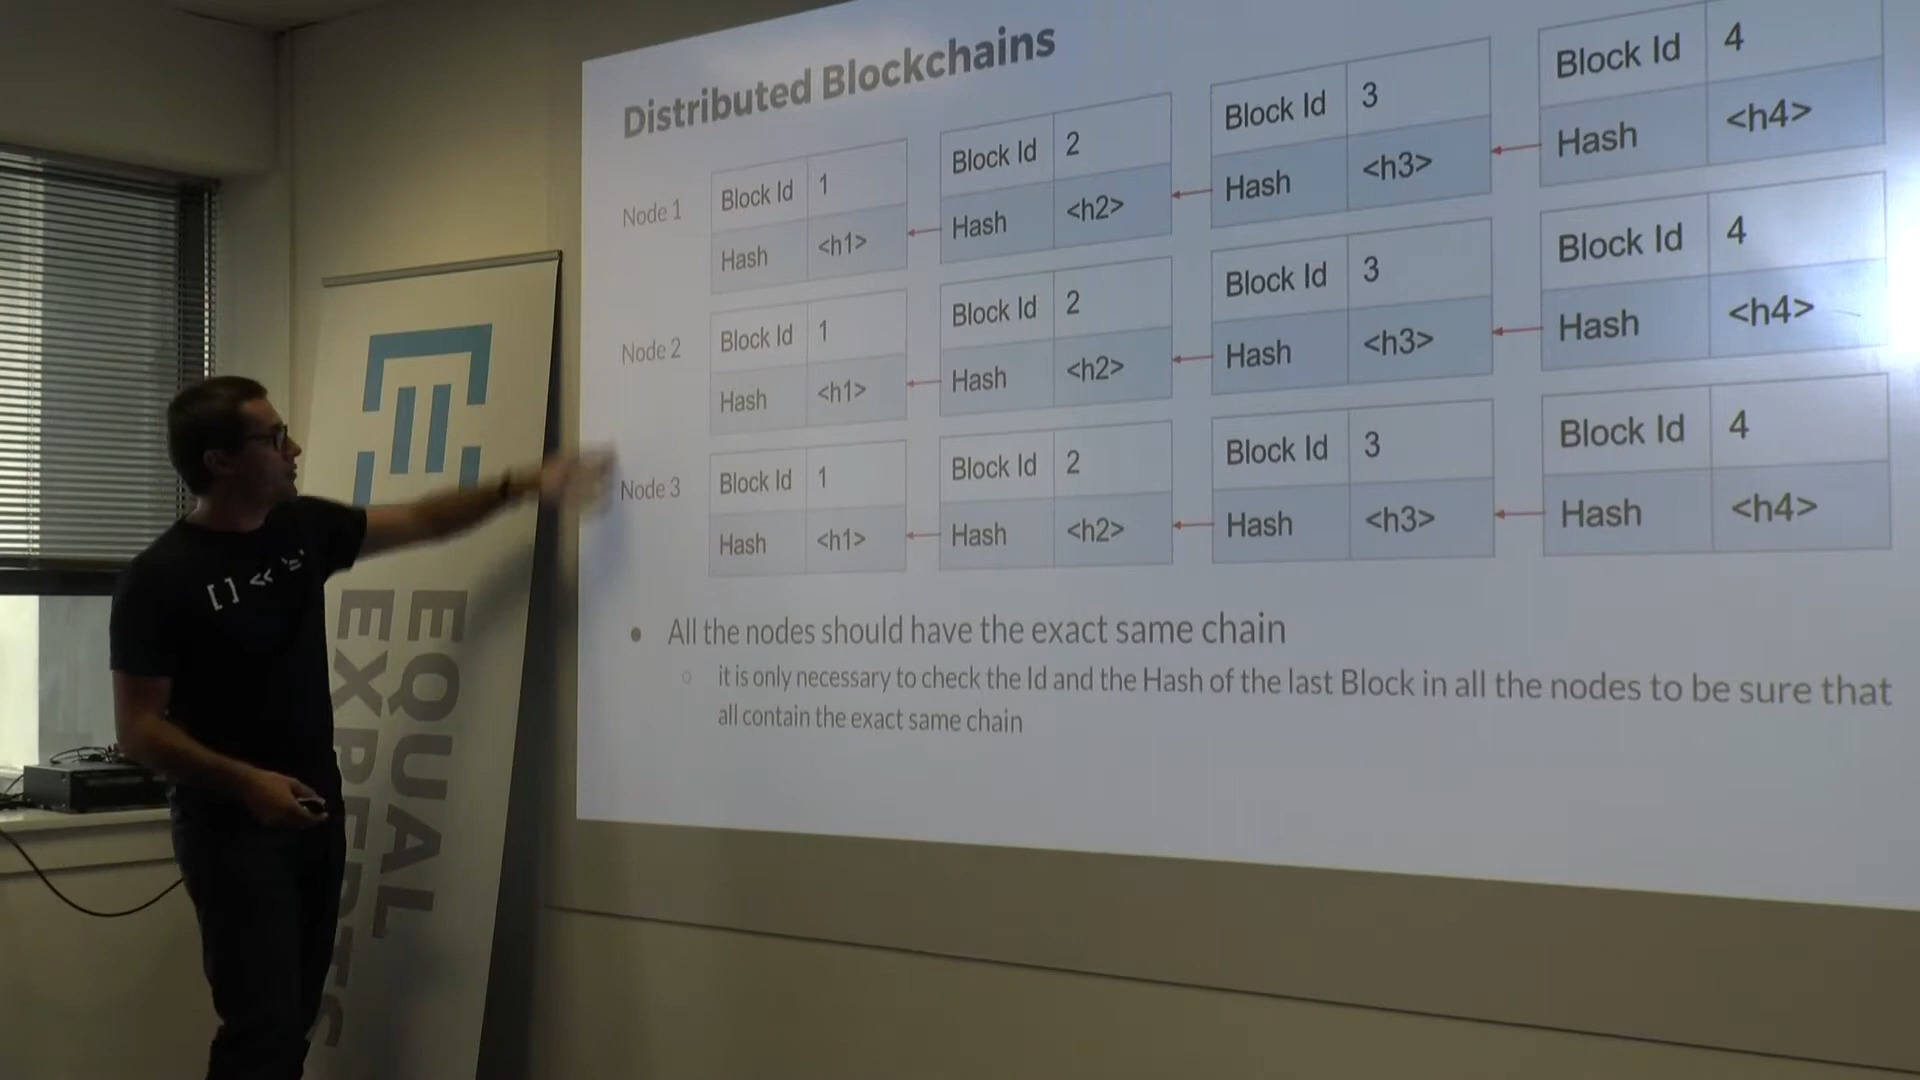 Distributed Blockchains
Node 1
Block Id 1
Hash <h1>
Block Id 2
Hash <h2>
Block Id 3
Hash <h3>
Block Id 4
Hash <h4>
Node 2
Block Id 1
Hash <h1>
Block Id 2
Hash <h2>
Block Id 3
Hash <h3>
Block Id 4
Hash <h4>
Node 3
Block Id 1
Hash <h1>
Block Id 2
Hash <h2>
Block Id 3
Hash <h3>
Block Id 4
Hash <h4>
All the nodes should have the exact same chain
it is only necessary to check the Id and the Hash of the last Block in all the nodes to be sure that
all contain the exact same chain
EQUAL
EXPERTS
[ ] <<